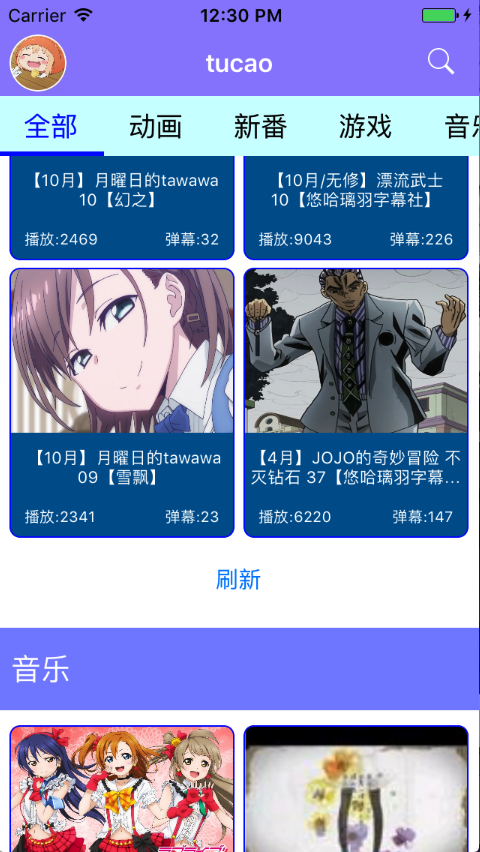 Carrier 12:30 PM
tucao
全部 动画 新番 游戏 音乐
【10月】月曜日的tawawa
10【幻之】
播放:2469 弹幕:32
【10月/无修】漂流武士
10【悠哈璃羽字幕社】
播放:9043 弹幕:226
【10月】月曜日的tawawa
09【雪飘】
播放:2341 弹幕:23
【4月】JOJO的奇妙冒险 不
灭钻石 37【悠哈璃羽字幕...
播放:6220 弹幕:147
刷新
音乐